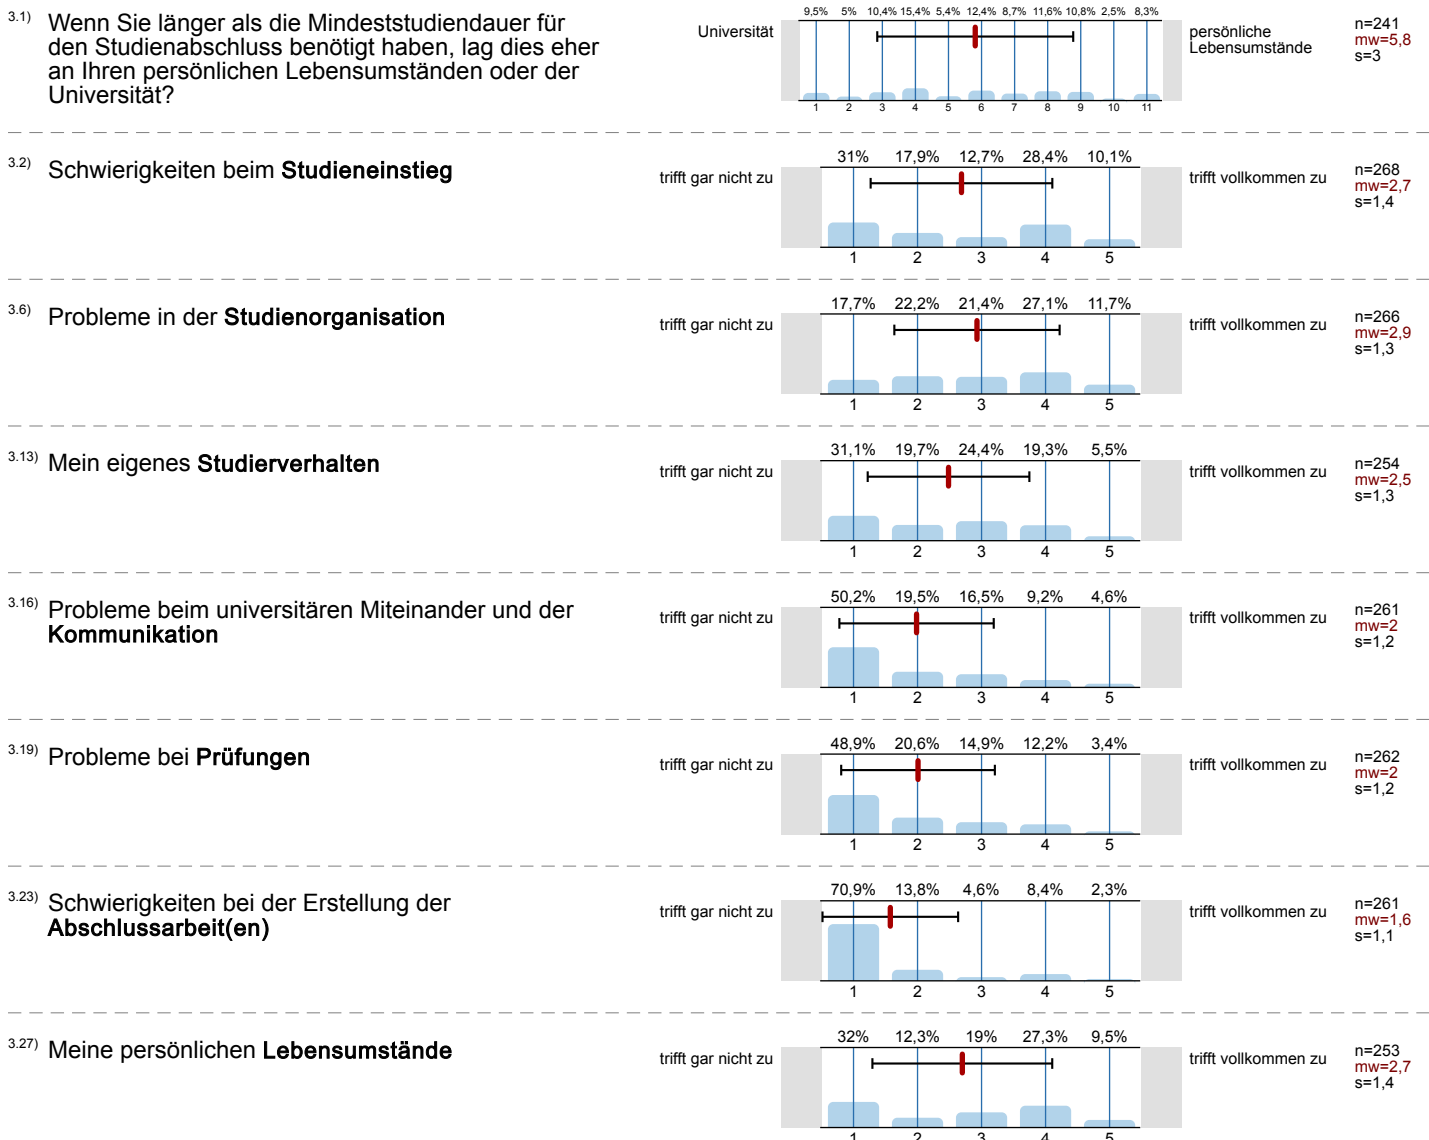 3.1) Wenn Sie länger als die Mindeststudiendauer für
den Studienabschluss benötigt haben, lag dies eher
an Ihren persönlichen Lebensumständen oder der
Universität?
9,5% 5% 10,4% 15,4% 5,4% 12,4% 8,7% 11,6% 10,8% 2,5% 8,3%
Universität
persönliche
Lebensumstände
n=241
mw=5,8
s=3
1 2 3 4 5 6 7 8 9 10 11
3.2) Schwierigkeiten beim Studieneinstieg
31% 17,9% 12,7% 28,4% 10,1%
trifft gar nicht zu
trifft vollkommen zu
n=268
mw=2,7
s=1,4
1 2 3 4 5
3.6) Probleme in der Studienorganisation
17,7% 22,2% 21,4% 27,1% 11,7%
trifft gar nicht zu
trifft vollkommen zu
n=266
mw=2,9
s=1,3
1 2 3 4 5
3.13) Mein eigenes Studierverhalten
31,1% 19,7% 24,4% 19,3% 5,5%
trifft gar nicht zu
trifft vollkommen zu
n=254
mw=2,5
s=1,3
1 2 3 4 5
3.16) Probleme beim universitären Miteinander und der
Kommunikation
50,2% 19,5% 16,5% 9,2% 4,6%
trifft gar nicht zu
trifft vollkommen zu
n=261
mw=2
s=1,2
1 2 3 4 5
3.19) Probleme bei Prüfungen
48,9% 20,6% 14,9% 12,2% 3,4%
trifft gar nicht zu
trifft vollkommen zu
n=262
mw=2
s=1,2
1 2 3 4 5
3.23) Schwierigkeiten bei der Erstellung der
Abschlussarbeit(en)
70,9% 13,8% 4,6% 8,4% 2,3%
trifft gar nicht zu
trifft vollkommen zu
n=261
mw=1,6
s=1,1
1 2 3 4 5
3.27) Meine persönlichen Lebensumstände
32% 12,3% 19% 27,3% 9,5%
trifft gar nicht zu
trifft vollkommen zu
n=253
mw=2,7
s=1,4
1 2 3 4 5